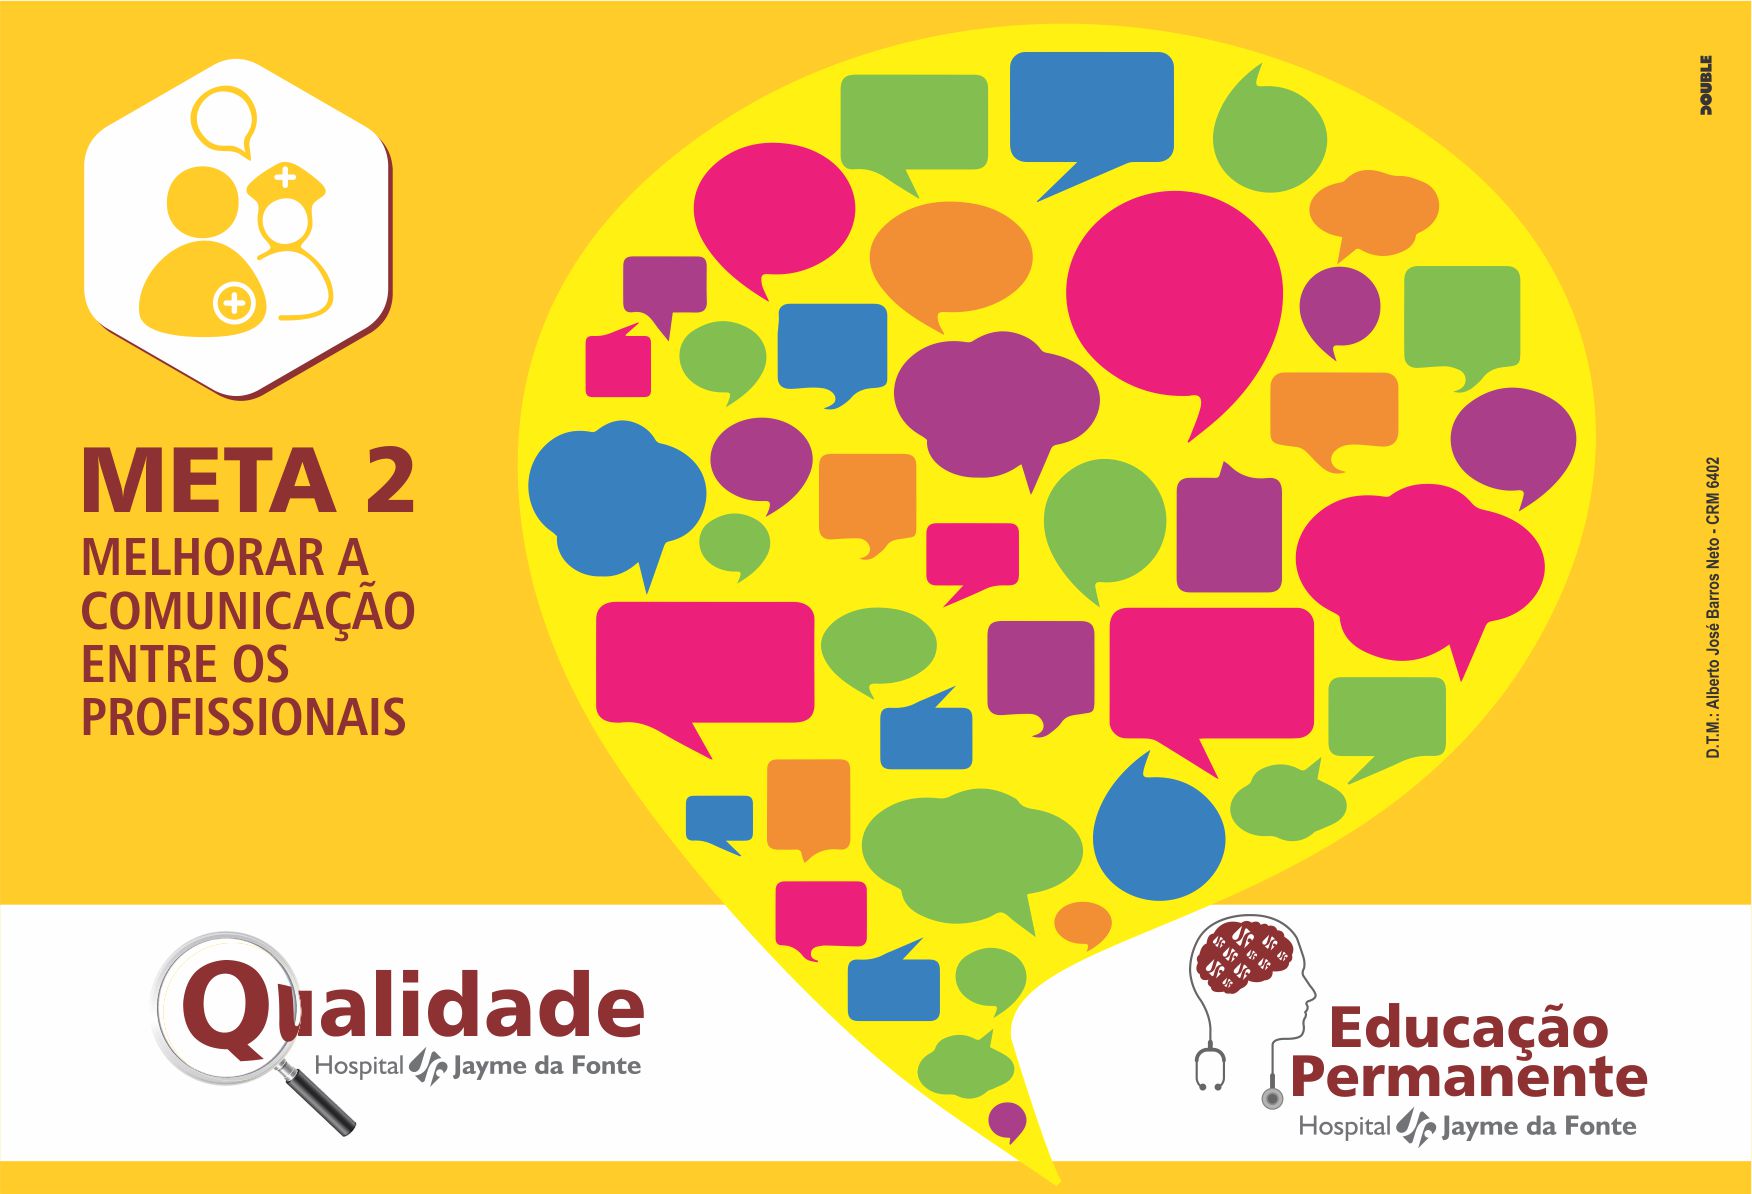 META 2
MELHORAR A
COMUNICAÇÃO
ENTRE OS
PROFISSIONAIS
DOUBLE
D.T.M.: Alberto José Barros Neto - CRM 6402
Qualidade
Hospital Jayme da Fonte
Educação
Permanente
Hospital Jayme da Fonte